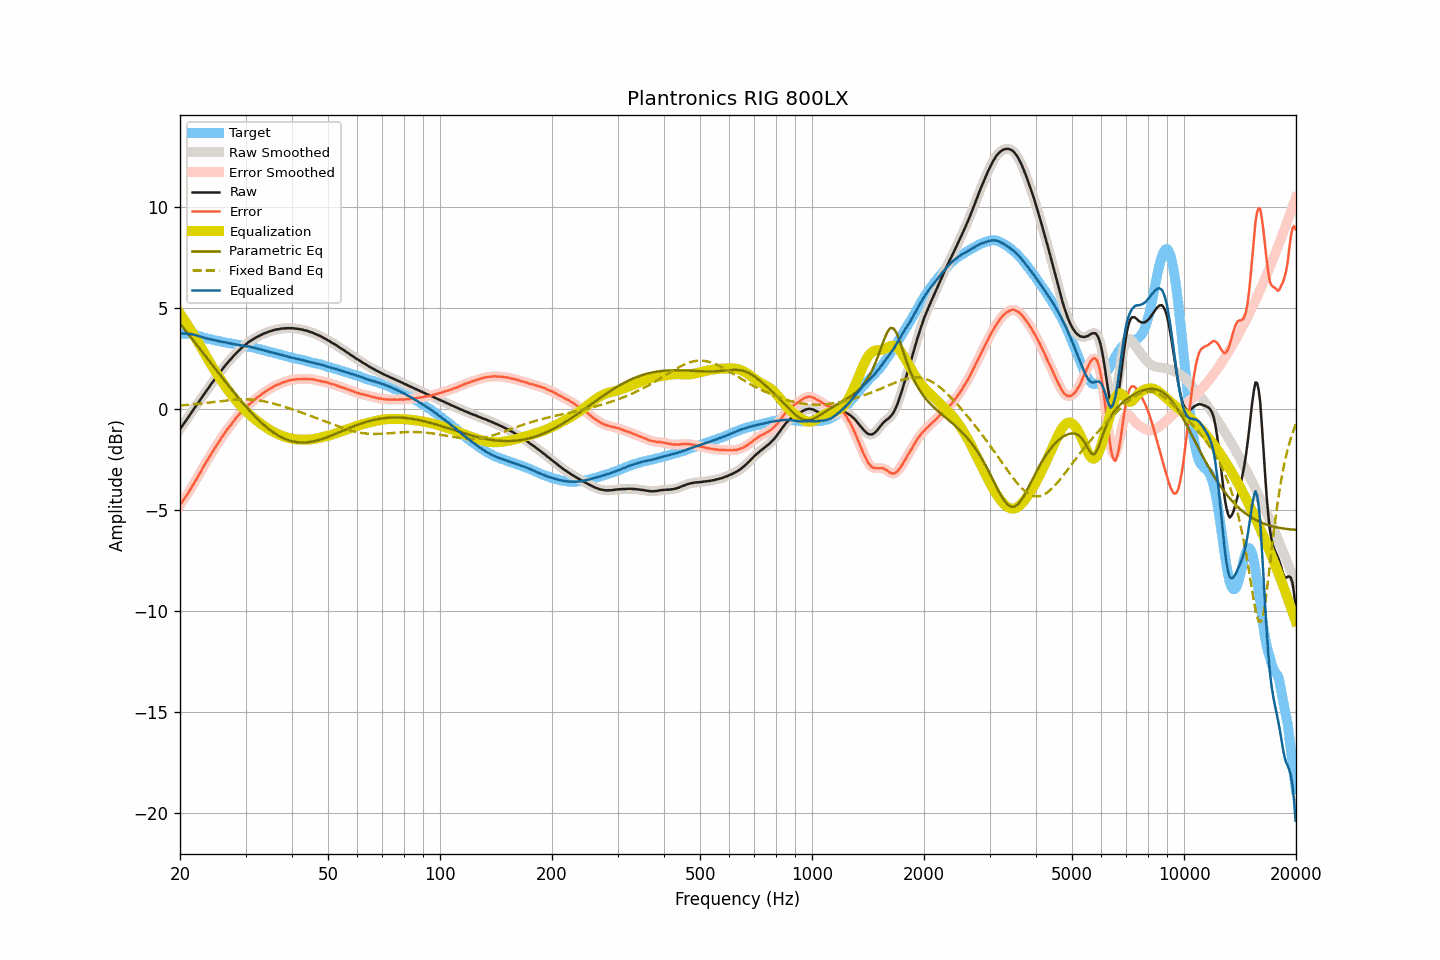 Plantronics RIG 800LX
Target
Raw Smoothed
Error Smoothed
Raw
Error
Equalization
Parametric Eq
Fixed Band Eq
Equalized
10
5
0
−5
−10
−15
−20
Amplitude (dBr)
20 50 100 200 500 1000 2000 5000 10000 20000
Frequency (Hz)